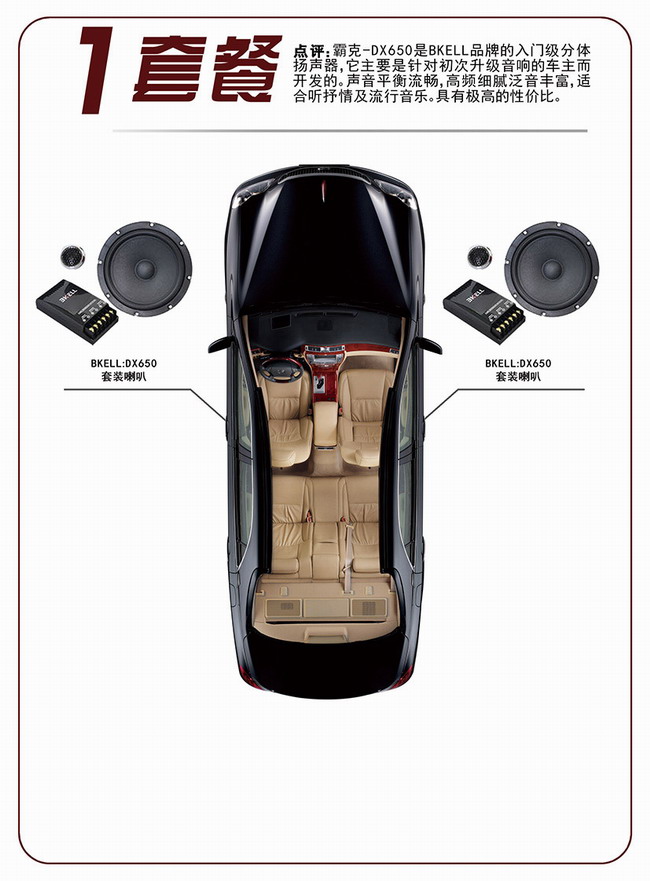 1套餐
点评:霸克-DX650是BKELL品牌的入门级分体
扬声器,它主要是针对初次升级音响的车主而
开发的。声音平衡流畅,高频细腻泛音丰富,适
合听抒情及流行音乐。具有极高的性价比。
BKELL
BKELL
BKELL:DX650
套装喇叭
BKELL:DX650
套装喇叭